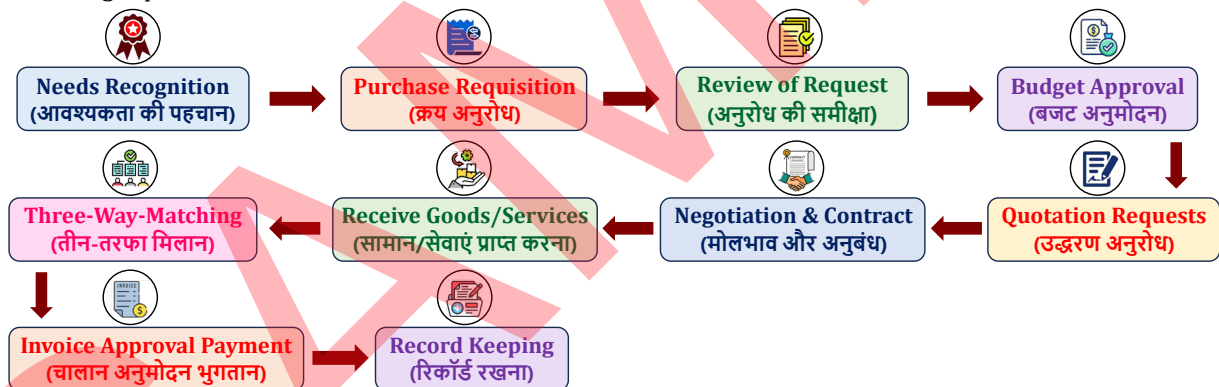 Needs Recognition
(आवश्यकता की पहचान)
Purchase Requisition
(क्रय अनुरोध)
Review of Request
(अनुरोध की समीक्षा)
Budget Approval
(बजट अनुमोदन)
Quotation Requests
(उद्धरण अनुरोध)
Negotiation & Contract
(मोलभाव और अनुबंध)
Receive Goods/Services
(सामान/सेवाएं प्राप्त करना)
Three-Way-Matching
(तीन-तरफा मिलान)
Invoice Approval Payment
(चालान अनुमोदन भुगतान)
Record Keeping
(रिकॉर्ड रखना)